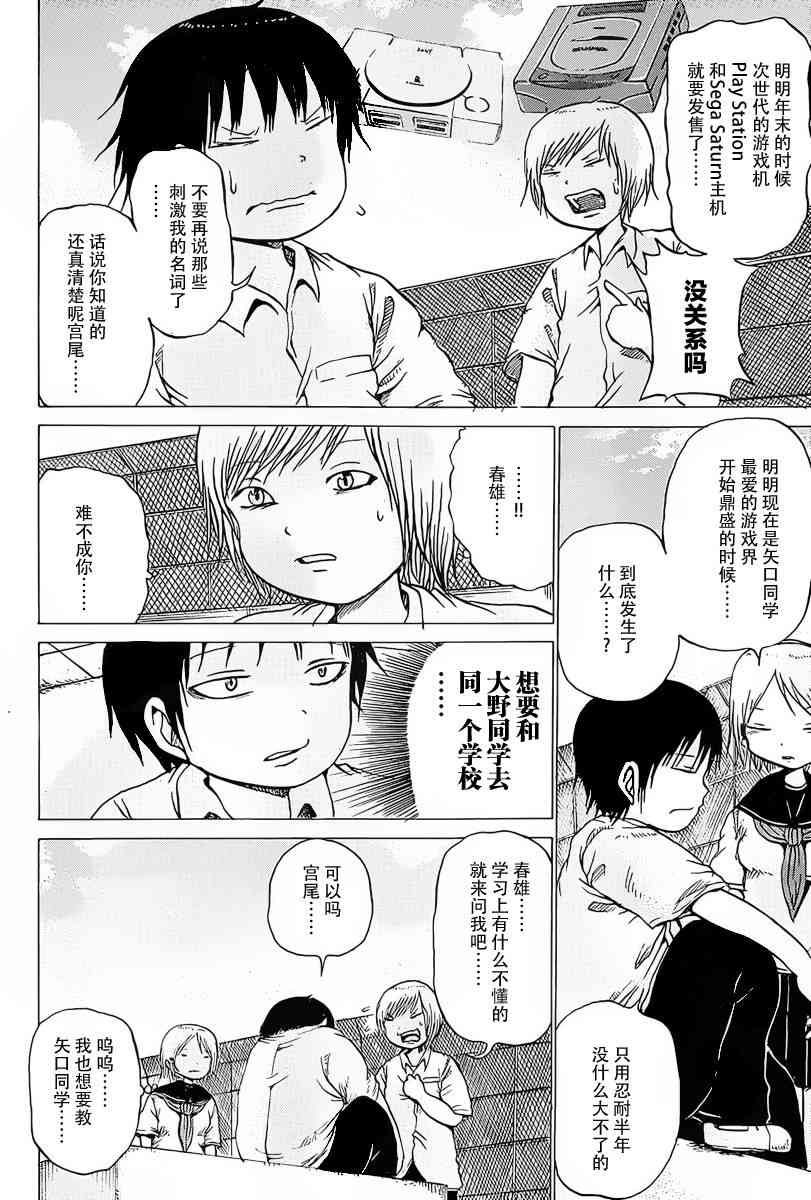 明明年末的时候
次世代的游戏机
Play Station
和Sega Saturn主机
就要发售了……
没关系吗
不要再说那些
刺激我的名词了
话说你知道的
还真清楚呢宫尾
……
明明现在是矢口同学
最爱的游戏界
开始鼎盛的时候……
到底发生了
什么……?
只用忍耐半年
没什么大不了的
……!!
春雄……
难不成你……
想要和
大野同学去
同一个学校
……
春雄……
学习上有什么不懂的
就来问我吧……
可以吗
宫尾……
呜呜……
我也想要教
矢口同学……